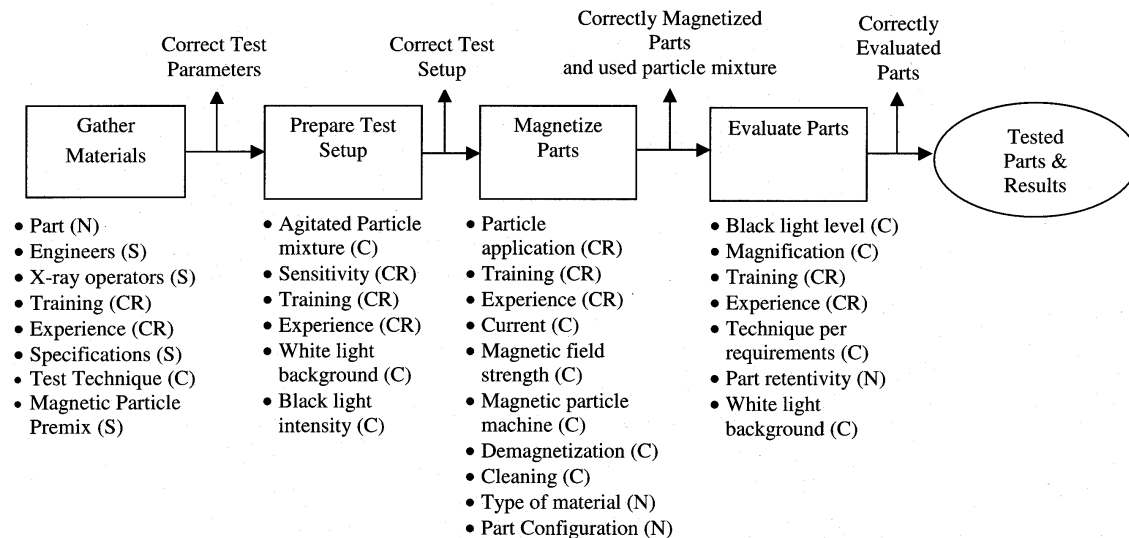 Correct Test
Parameters
Correct Test
Setup
Correctly Magnetized
Parts
and used particle mixture
Correctly
Evaluated
Parts
Gather
Materials
Prepare Test
Setup
Magnetize
Parts
Evaluate Parts
Tested
Parts &
Results
• Part (N)
• Engineers (S)
• X-ray operators (S)
• Training (CR)
• Experience (CR)
• Specifications (S)
• Test Technique (C)
• Magnetic Particle
Premix (S)
• Agitated Particle
mixture (C)
• Sensitivity (CR)
• Training (CR)
• Experience (CR)
• White light
background (C)
• Black light
intensity (C)
• Particle
application (CR)
• Training (CR)
• Experience (CR)
• Current (C)
• Magnetic field
strength (C)
• Magnetic particle
machine (C)
• Demagnetization (C)
• Cleaning (C)
• Type of material (N)
• Part Configuration (N)
• Black light level (C)
• Magnification (C)
• Training (CR)
• Experience (CR)
• Technique per
requirements (C)
• Part retentivity (N)
• White light
background (C)